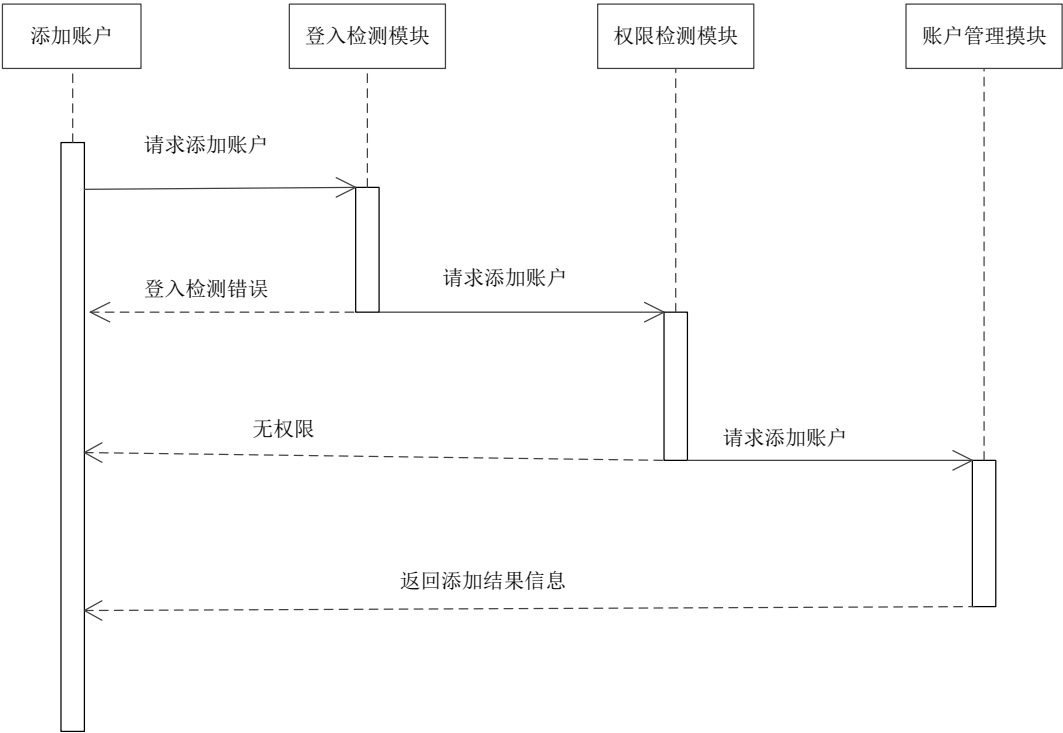 添加账户
登入检测模块
权限检测模块
账户管理摸块
请求添加账户
请求添加账户
登入检测错误
无权限
请求添加账户
返回添加结果信息